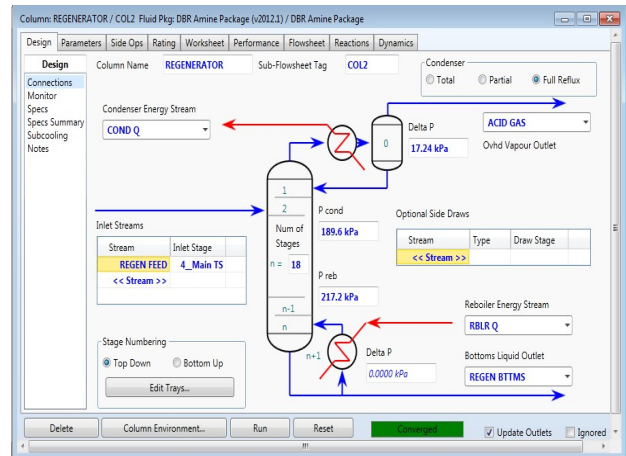 Column: REGENERATOR / COL2 Fluid Pkg: DBR Amine Package (v2012.1) / DBR Amine Package
Design Parameters Side Ops Rating Worksheet Performance Flowsheet Reactions Dynamics
Design
Connections
Monitor
Specs
Specs Summary
Subcooling
Notes
Column Name REGENERATOR Sub-Flowsheet Tag COL2
Condenser
Total Partial Full Reflux
Condenser Energy Stream
COND Q
0
Delta P
17.24 kPa
ACID GAS
Ovhd Vapour Outlet
1
2
Num of
Stages
n = 18
n-1
n
n+1
P cond
189.6 kPa
P reb
217.2 kPa
Inlet Streams
Stream Inlet Stage
REGEN FEED 4_Main TS
<< Stream >>
Optional Side Draws
Stream Type Draw Stage
<< Stream >>
Stage Numbering
Top Down Bottom Up
Edit Trays...
Delta P
0.0000 kPa
Reboiler Energy Stream
RBLR Q
Bottoms Liquid Outlet
REGEN BTTMS
Delete Column Environment... Run Reset Converged Update Outlets Ignored